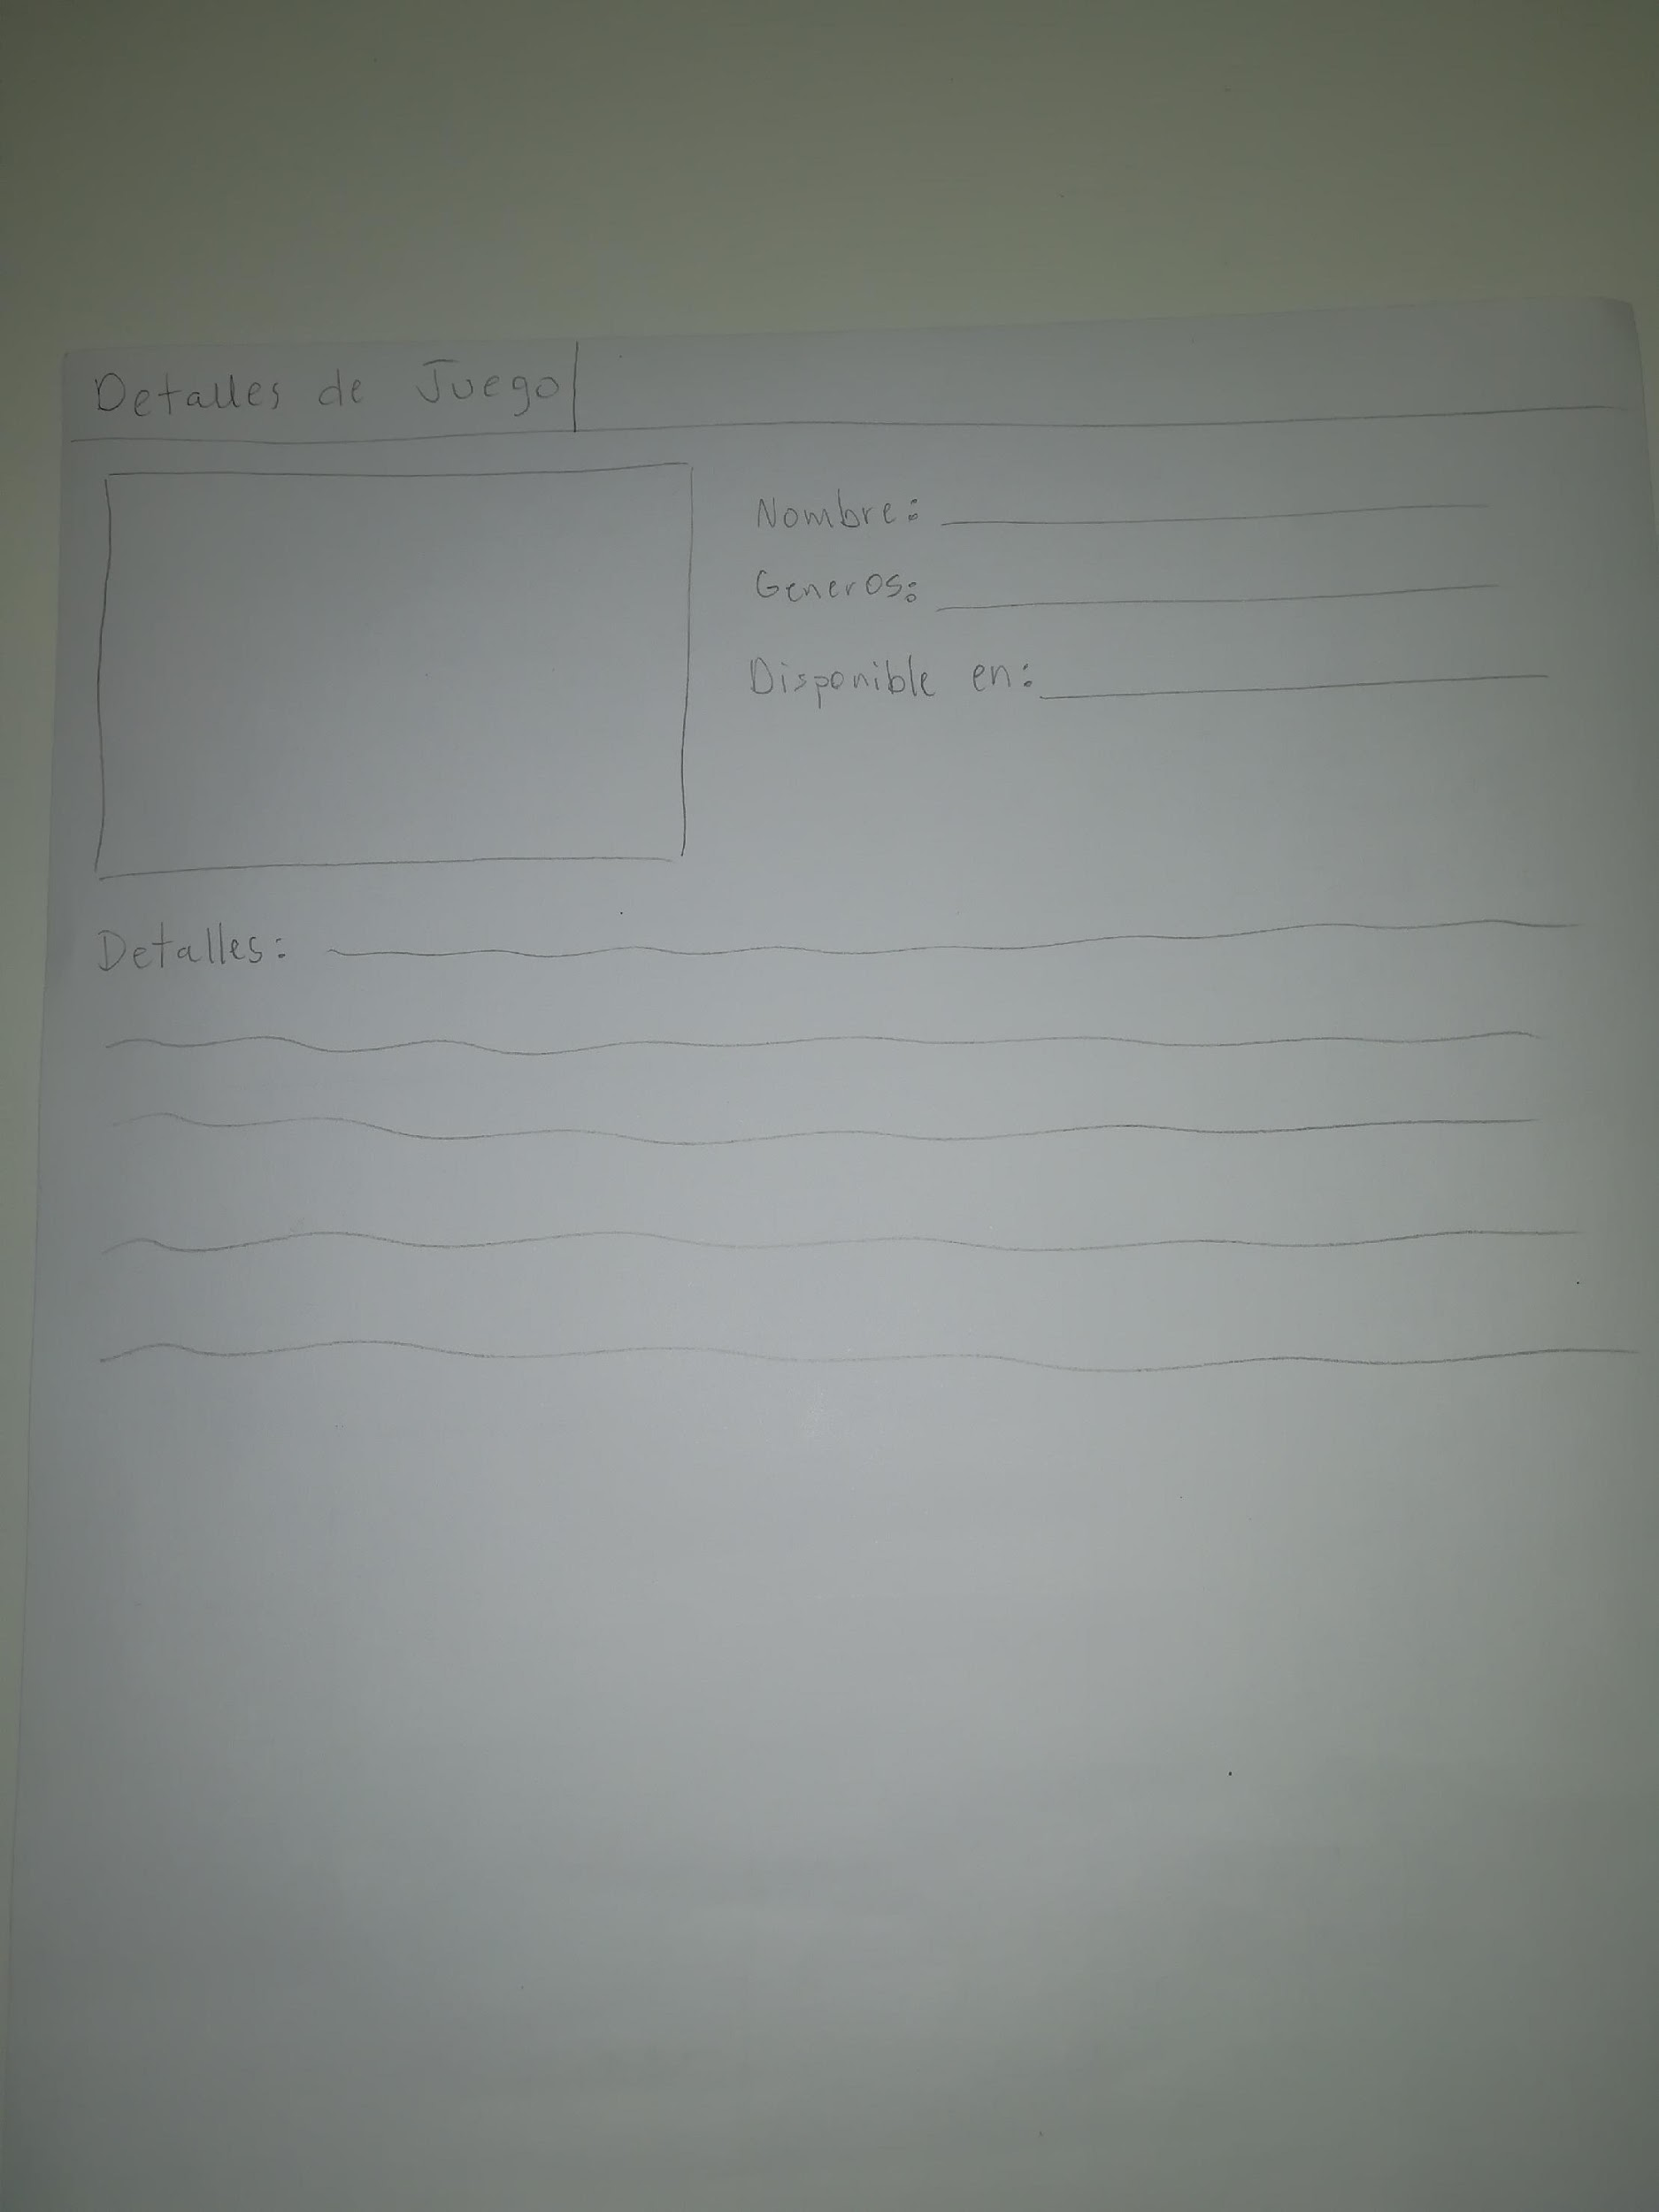 Detalles de Juego
Nombre:
Generos:
Disponible en:
Detalles: